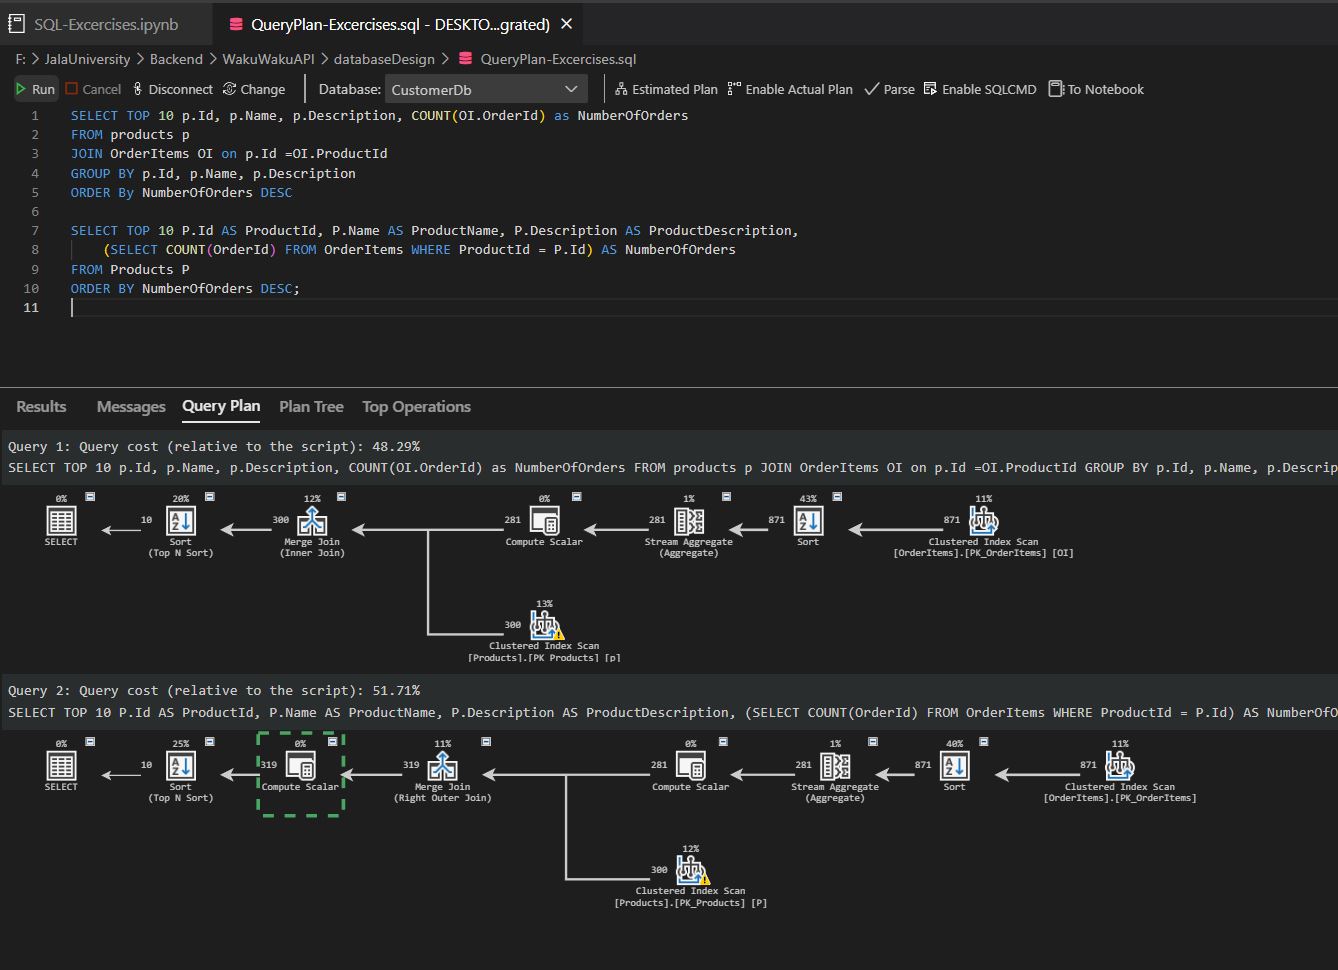 SQL-Excercises.ipynb
QueryPlan-Excercises.sql - DESKTO...grated)
F: > JalaUniversity > Backend > WakuWakuAPI > databaseDesign > QueryPlan-Excercises.sql
Run Cancel Disconnect Change Database: CustomerDb Estimated Plan Enable Actual Plan Parse Enable SQLCMD To Notebook
1 SELECT TOP 10 p.Id, p.Name, p.Description, COUNT(OI.OrderId) as NumberOfOrders
2 FROM products p
3 JOIN OrderItems OI on p.Id =OI.ProductId
4 GROUP BY p.Id, p.Name, p.Description
5 ORDER By NumberOfOrders DESC
6
7 SELECT TOP 10 P.Id AS ProductId, P.Name AS ProductName, P.Description AS ProductDescription,
8 (SELECT COUNT(OrderId) FROM OrderItems WHERE ProductId = P.Id) AS NumberOfOrders
9 FROM Products P
10 ORDER BY NumberOfOrders DESC;
11
Results Messages Query Plan Plan Tree Top Operations
Query 1: Query cost (relative to the script): 48.29%
SELECT TOP 10 p.Id, p.Name, p.Description, COUNT(OI.OrderId) as NumberOfOrders FROM products p JOIN OrderItems OI on p.Id =OI.ProductId GROUP BY p.Id, p.Name, p.Descrip
0% 20% 12% 0% 1% 43% 11%
10 300 281 281 871 871
SELECT Sort Merge Join Compute Scalar Stream Aggregate Sort Clustered Index Scan
(Top N Sort) (Inner Join) (Aggregate) [OrderItems].[PK_OrderItems] [OI]
13%
300
Clustered Index Scan
[Products].[PK_Products] [p]
Query 2: Query cost (relative to the script): 51.71%
SELECT TOP 10 P.Id AS ProductId, P.Name AS ProductName, P.Description AS ProductDescription, (SELECT COUNT(OrderId) FROM OrderItems WHERE ProductId = P.Id) AS NumberOfO
0% 25% 0% 11% 0% 1% 40% 11%
10 319 319 281 281 871 871
SELECT Sort Compute Scalar Merge Join Compute Scalar Stream Aggregate Sort Clustered Index Scan
(Top N Sort) (Right Outer Join) (Aggregate) [OrderItems].[PK_OrderItems]
12%
300
Clustered Index Scan
[Products].[PK_Products] [P]